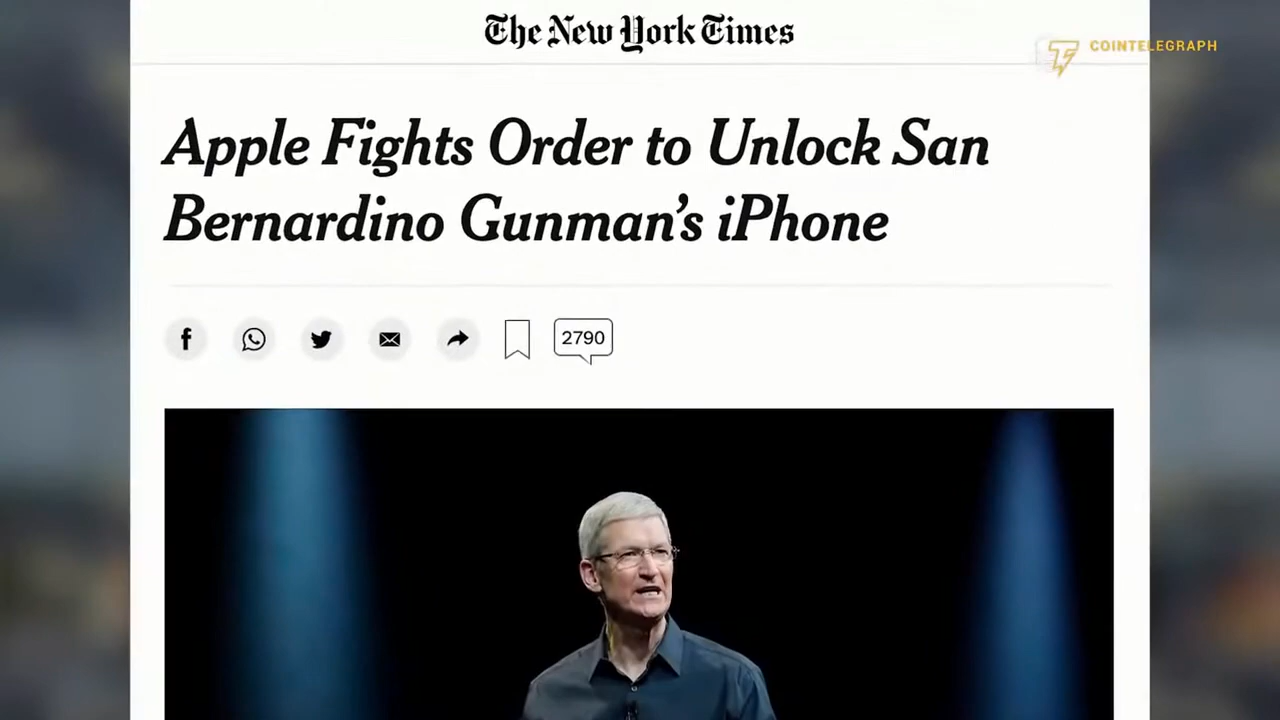 The New York Times
COINTELEGRAPH
Apple Fights Order to Unlock San
Bernardino Gunman’s iPhone
2790